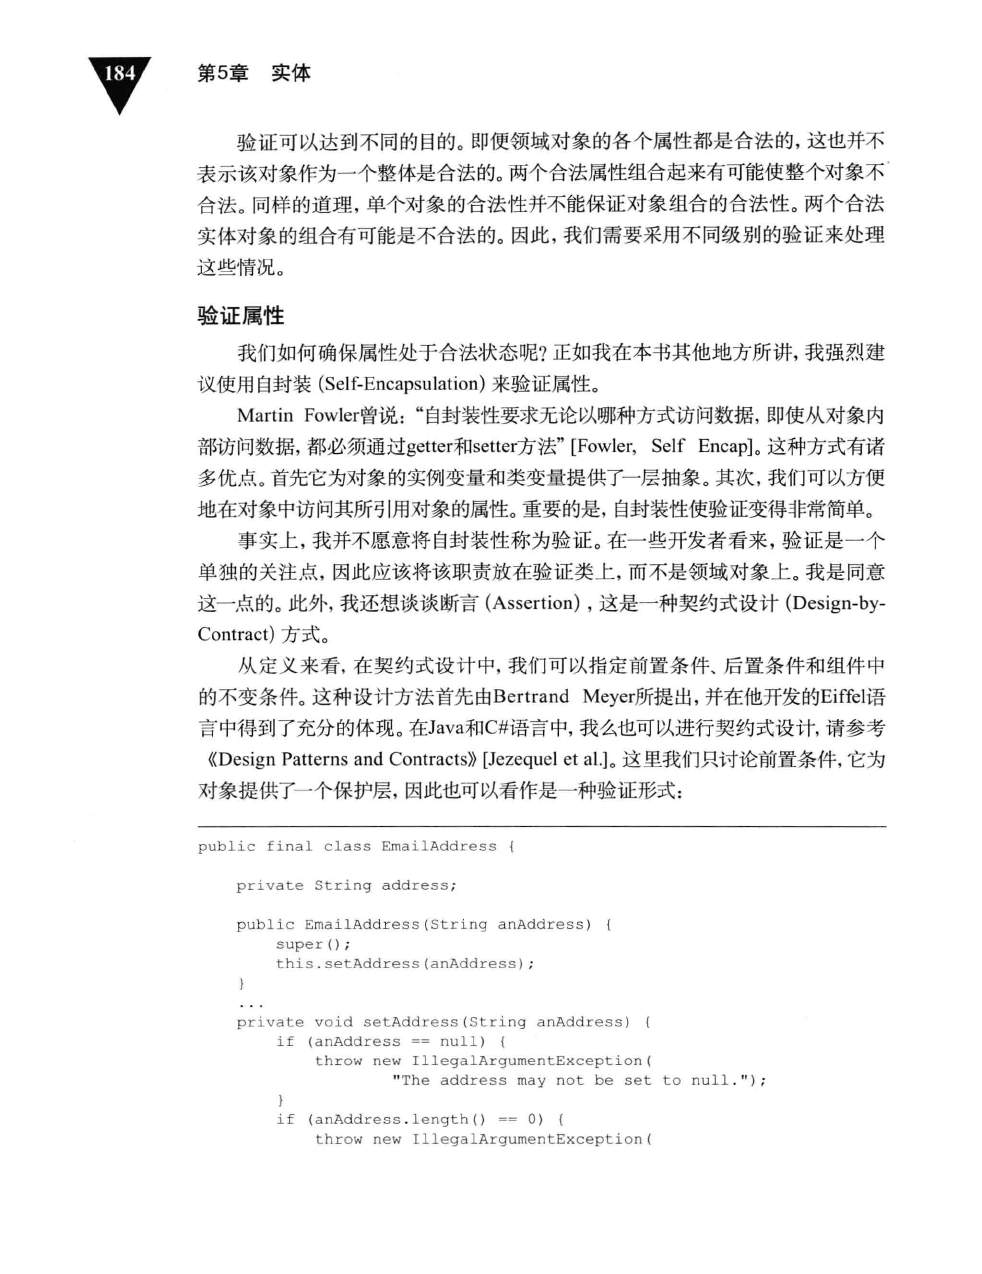 184
第5章 实体
验证可以达到不同的目的。即便领域对象的各个属性都是合法的, 这也并不
表示该对象作为一个整体是合法的。两个合法属性组合起来有可能使整个对象不
合法。同样的道理, 单个对象的合法性并不能保证对象组合的合法性。两个合法
实体对象的组合有可能是不合法的。因此, 我们需要采用不同级别的验证来处理
这些情况。
验证属性
我们如何确保属性处于合法状态呢? 正如我在本书其他地方所讲, 我强烈建
议使用自封装 (Self-Encapsulation) 来验证属性。
Martin Fowler曾说: “自封装性要求无论以哪种方式访问数据, 即使从对象内
部访问数据, 都必须通过getter和setter方法” [Fowler, Self Encap]。这种方式有诸
多优点。首先它为对象的实例变量和类变量提供了一层抽象。其次, 我们可以方便
地在对象中访问其所引用对象的属性。重要的是, 自封装性使验证变得非常简单。
事实上, 我并不愿意将自封装性称为验证。在一些开发者看来, 验证是一个
单独的关注点, 因此应该将该职责放在验证类上, 而不是领域对象上。我是同意
这一点的。此外, 我还想谈谈断言 (Assertion) , 这是一种契约式设计 (Design-by-
Contract) 方式。
从定义来看, 在契约式设计中, 我们可以指定前置条件、后置条件和组件中
的不变条件。这种设计方法首先由Bertrand Meyer所提出, 并在他开发的Eiffel语
言中得到了充分的体现。在Java和C#语言中, 我么也可以进行契约式设计, 请参考
《Design Patterns and Contracts》 [Jezequel et al.]。这里我们只讨论前置条件, 它为
对象提供了一个保护层, 因此也可以看作是一种验证形式:
public final class EmailAddress {
private String address;
public EmailAddress(String anAddress) {
super();
this.setAddress(anAddress);
}
...
private void setAddress(String anAddress) {
if (anAddress == null) {
throw new IllegalArgumentException(
"The address may not be set to null.");
}
if (anAddress.length() == 0) {
throw new IllegalArgumentException(